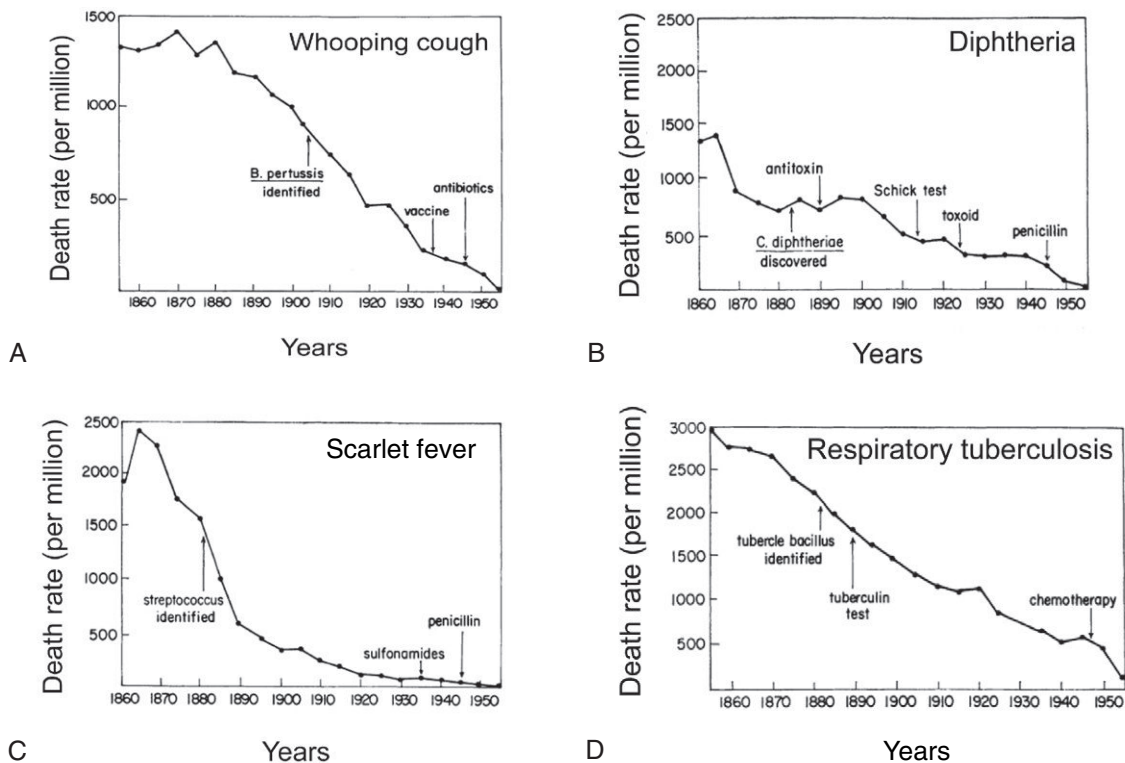 Whooping cough
Death rate (per million)
1500
1000
500
B. pertussis
identified
vaccine
antibiotics
1860 1870 1880 1890 1900 1910 1920 1930 1940 1950
Years
A
Diphtheria
Death rate (per million)
2500
2000
1500
1000
500
antitoxin
C. diphtheriae
discovered
Schick test
toxoid
penicillin
1860 1870 1880 1890 1900 1910 1920 1930 1940 1950
Years
B
Scarlet fever
Death rate (per million)
2500
2000
1500
1000
500
streptococcus
identified
sulfonamides
penicillin
1860 1870 1880 1890 1900 1910 1920 1930 1940 1950
Years
C
Respiratory tuberculosis
Death rate (per million)
3000
2500
2000
1500
1000
500
tubercle bacillus
identified
tuberculin
test
chemotherapy
1860 1870 1880 1890 1900 1910 1920 1930 1940 1950
Years
D